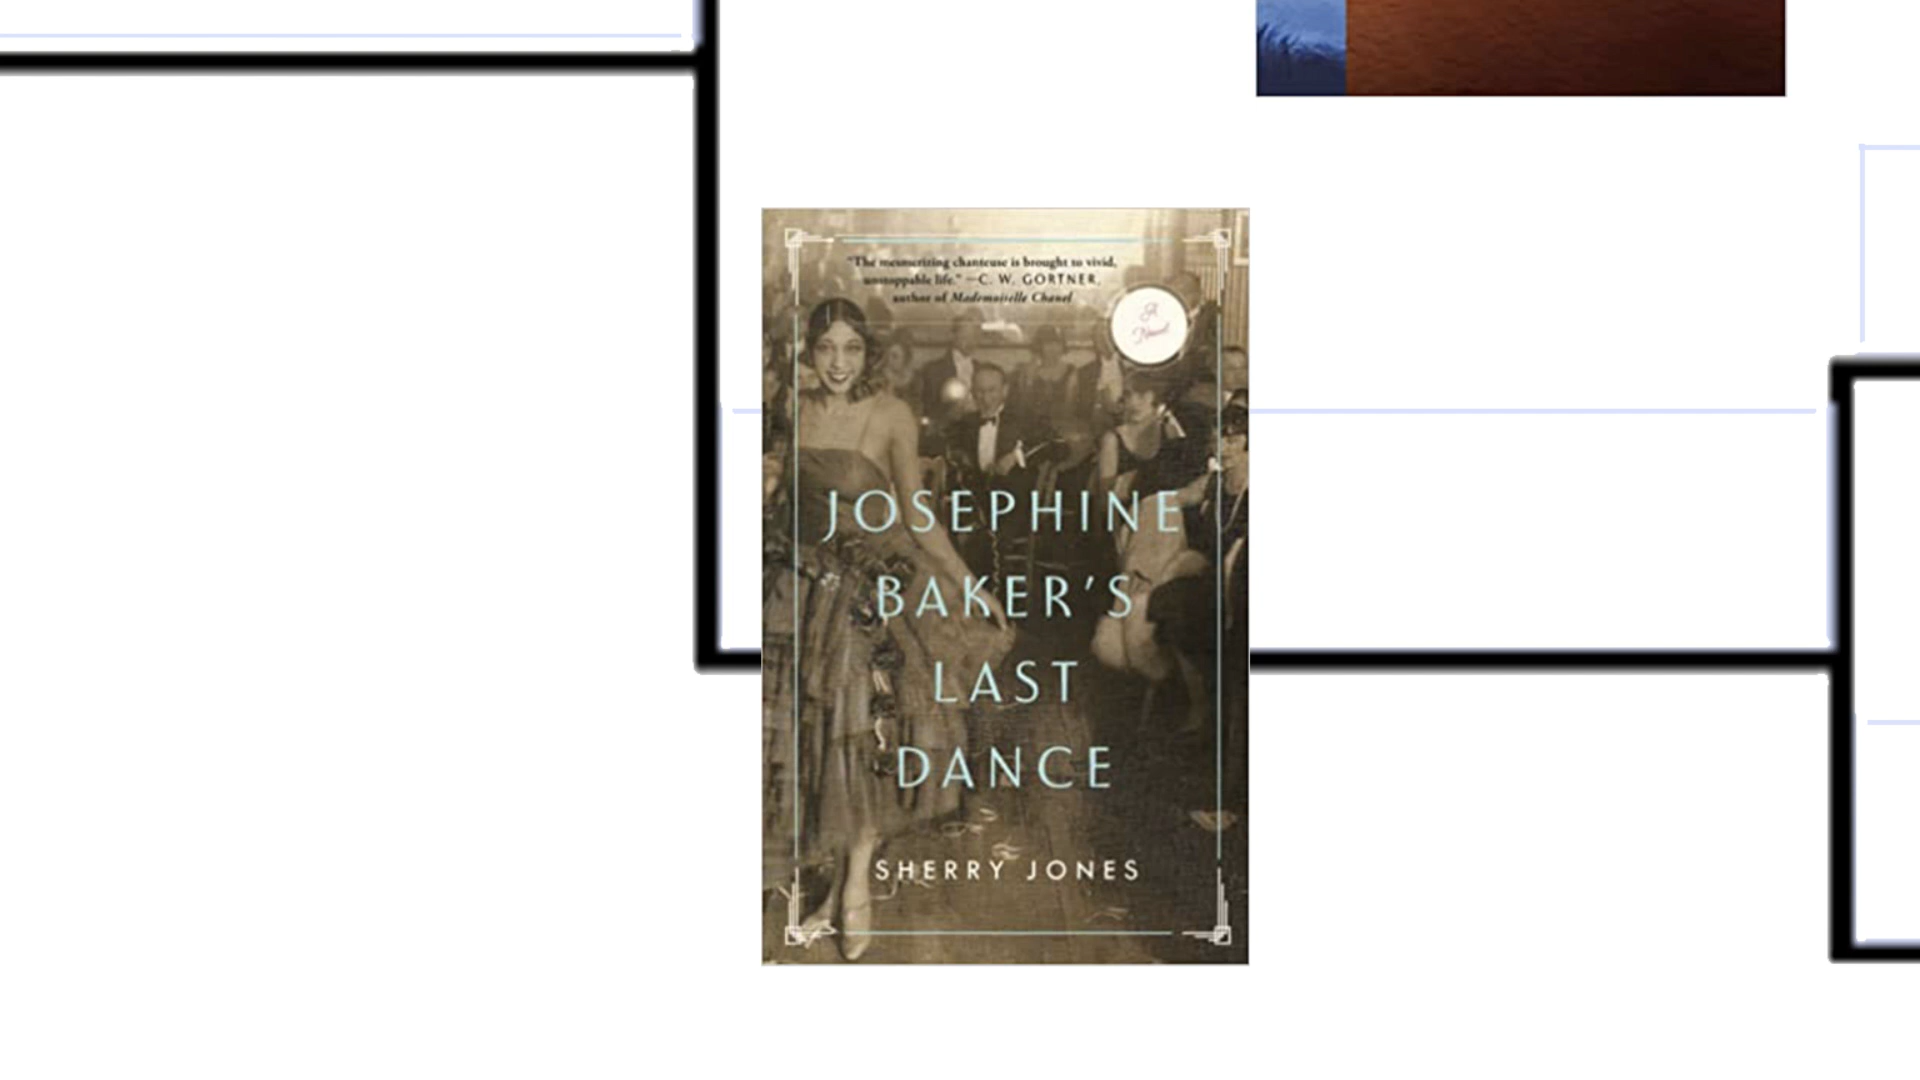 "The mesmerizing chanteuse is brought to vivid,
unstoppable life." —C. W. GORTNER,
author of Mademoiselle Chanel
A
Novel
JOSEPHINE
BAKER'S
LAST
DANCE
SHERRY JONES